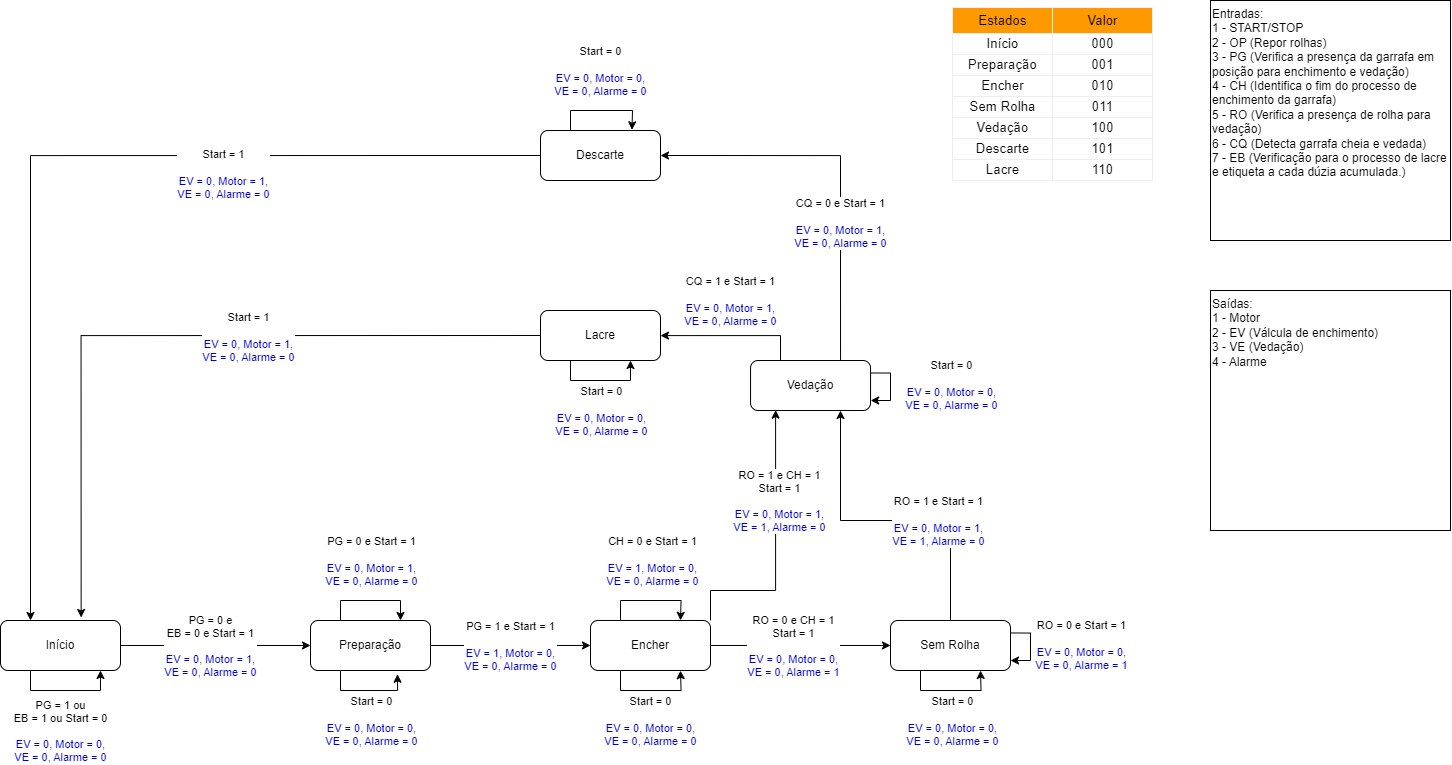 Estados Valor
Início 000
Preparação 001
Encher 010
Sem Rolha 011
Vedação 100
Descarte 101
Lacre 110
Entradas:
1 - START/STOP
2 - OP (Repor rolhas)
3 - PG (Verifica a presença da garrafa em
posição para enchimento e vedação)
4 - CH (Identifica o fim do processo de
enchimento da garrafa)
5 - RO (Verifica a presença de rolha para
vedação)
6 - CQ (Detecta garrafa cheia e vedada)
7 - EB (Verificação para o processo de lacre
e etiqueta a cada dúzia acumulada.)
Saídas:
1 - Motor
2 - EV (Válcula de enchimento)
3 - VE (Vedação)
4 - Alarme
Start = 0
EV = 0, Motor = 0,
VE = 0, Alarme = 0
Descarte
Start = 1
EV = 0, Motor = 1,
VE = 0, Alarme = 0
CQ = 0 e Start = 1
EV = 0, Motor = 1,
VE = 0, Alarme = 0
CQ = 1 e Start = 1
EV = 0, Motor = 1,
VE = 0, Alarme = 0
Start = 1
EV = 0, Motor = 1,
VE = 0, Alarme = 0
Lacre
Start = 0
EV = 0, Motor = 0,
VE = 0, Alarme = 0
Vedação
Start = 0
EV = 0, Motor = 0,
VE = 0, Alarme = 0
RO = 1 e CH = 1
Start = 1
EV = 0, Motor = 1,
VE = 1, Alarme = 0
RO = 1 e Start = 1
EV = 0, Motor = 1,
VE = 1, Alarme = 0
PG = 0 e Start = 1
EV = 0, Motor = 1,
VE = 0, Alarme = 0
CH = 0 e Start = 1
EV = 1, Motor = 0,
VE = 0, Alarme = 0
Início
PG = 0 e
EB = 0 e Start = 1
EV = 0, Motor = 1,
VE = 0, Alarme = 0
Preparação
PG = 1 e Start = 1
EV = 1, Motor = 0,
VE = 0, Alarme = 0
Encher
RO = 0 e CH = 1
Start = 1
EV = 0, Motor = 0,
VE = 0, Alarme = 1
Sem Rolha
RO = 0 e Start = 1
EV = 0, Motor = 0,
VE = 0, Alarme = 1
PG = 1 ou
EB = 1 ou Start = 0
EV = 0, Motor = 0,
VE = 0, Alarme = 0
Start = 0
EV = 0, Motor = 0,
VE = 0, Alarme = 0
Start = 0
EV = 0, Motor = 0,
VE = 0, Alarme = 0
Start = 0
EV = 0, Motor = 0,
VE = 0, Alarme = 0